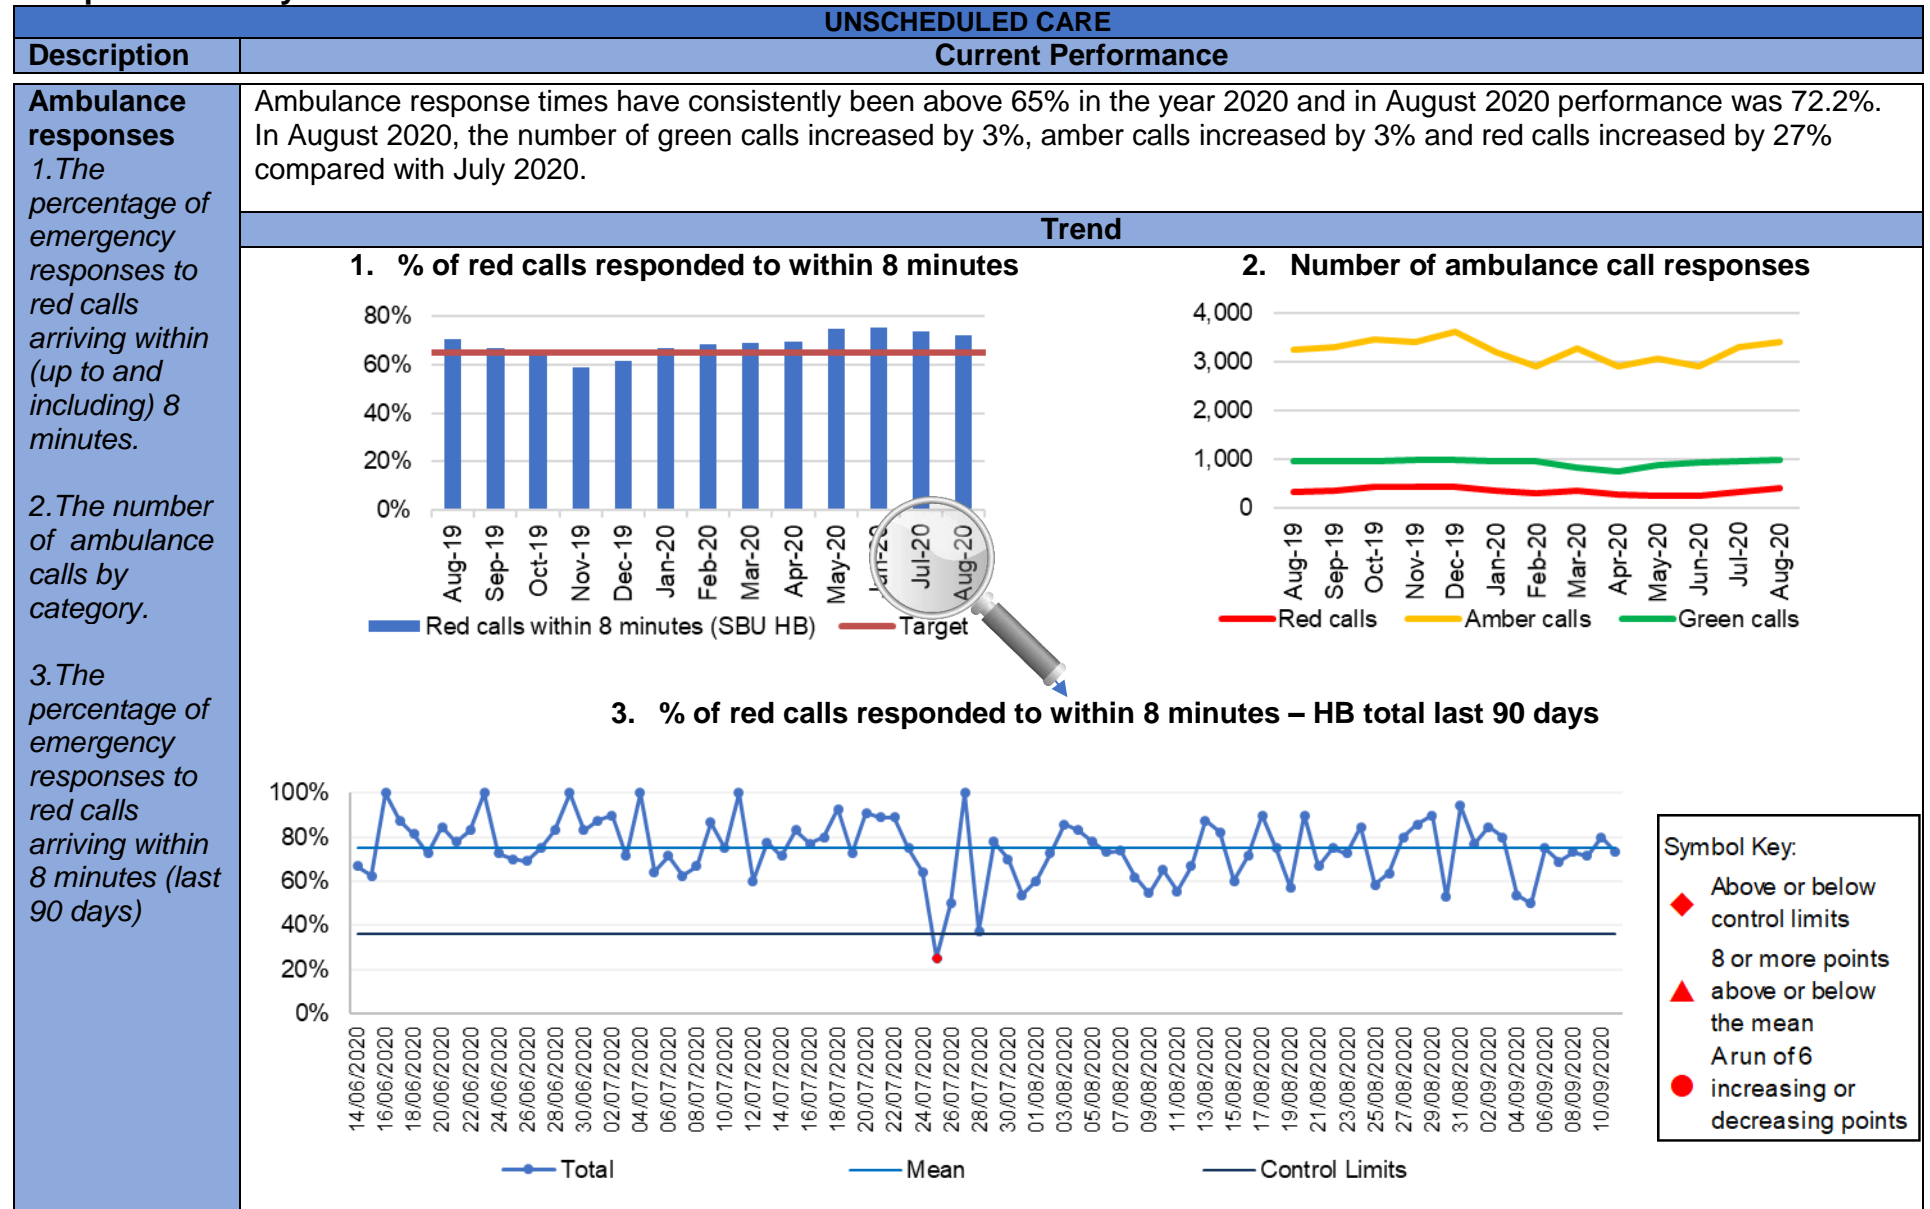 UNSCHEDULED CARE
Description
Current Performance
Ambulance
responses
1.The
percentage of
emergency
responses to
red calls
arriving within
(up to and
including) 8
minutes.
2.The number
of ambulance
calls by
category.
3.The
percentage of
emergency
responses to
red calls
arriving within
8 minutes (last
90 days)
Ambulance response times have consistently been above 65% in the year 2020 and in August 2020 performance was 72.2%.
In August 2020, the number of green calls increased by 3%, amber calls increased by 3% and red calls increased by 27%
compared with July 2020.
Trend
1. % of red calls responded to within 8 minutes
80%
60%
40%
20%
0%
Aug-19
Sep-19
Oct-19
Nov-19
Dec-19
Jan-20
Feb-20
Mar-20
Apr-20
May-20
Jun-20
Jul-20
Aug-20
Red calls within 8 minutes (SBU HB)
Target
2. Number of ambulance call responses
4,000
3,000
2,000
1,000
0
Aug-19
Sep-19
Oct-19
Nov-19
Dec-19
Jan-20
Feb-20
Mar-20
Apr-20
May-20
Jun-20
Jul-20
Aug-20
Red calls
Amber calls
Green calls
3. % of red calls responded to within 8 minutes – HB total last 90 days
100%
80%
60%
40%
20%
0%
14/06/2020
16/06/2020
18/06/2020
20/06/2020
22/06/2020
24/06/2020
26/06/2020
28/06/2020
30/06/2020
02/07/2020
04/07/2020
06/07/2020
08/07/2020
10/07/2020
12/07/2020
14/07/2020
16/07/2020
18/07/2020
20/07/2020
22/07/2020
24/07/2020
26/07/2020
28/07/2020
30/07/2020
01/08/2020
03/08/2020
05/08/2020
07/08/2020
09/08/2020
11/08/2020
13/08/2020
15/08/2020
17/08/2020
19/08/2020
21/08/2020
23/08/2020
25/08/2020
27/08/2020
29/08/2020
31/08/2020
02/09/2020
04/09/2020
06/09/2020
08/09/2020
10/09/2020
Total
Mean
Control Limits
Symbol Key:
Above or below
control limits
8 or more points
above or below
the mean
A run of 6
increasing or
decreasing points